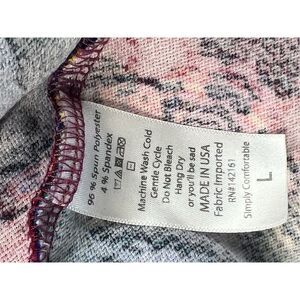 96 % Spun Polyester
4 % Spandex
Machine Wash Cold
Gentle Cycle
Do Not Bleach
Hang Dry
or you'll be sad
MADE IN USA
Fabric Imported
RN#142161
L
Simply Comfortable